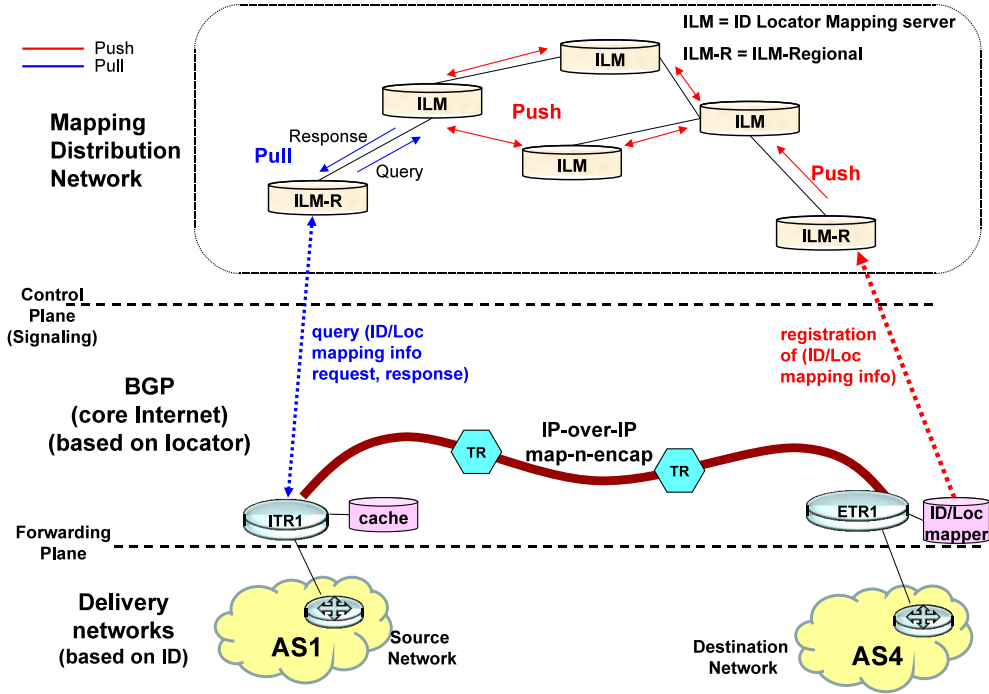 ILM = ID Locator Mapping server
ILM-R = ILM-Regional
Push
Pull
Mapping
Distribution
Network
ILM
ILM
ILM
ILM
Push
Response
Pull
Query
ILM-R
Push
ILM-R
Control
Plane
(Signaling)
query (ID/Loc
mapping info
request, response)
registration
of (ID/Loc
mapping info)
BGP
(core Internet)
(based on locator)
IP-over-IP
map-n-encap
TR
TR
ITR1
cache
ETR1
ID/Loc
mapper
Forwarding
Plane
Delivery
networks
(based on ID)
AS1
Source
Network
Destination
Network
AS4